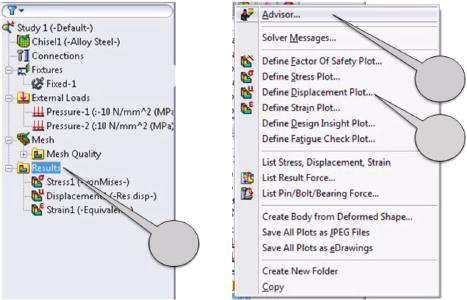 Study 1 (-Default-)
Chisel1 (-Alloy Steel-)
Connections
Fixtures
Fixed-1
External Loads
Pressure-1 (:-10 N/mm^2 (MPa
Pressure-2 (:10 N/mm^2 (MPa
Mesh
Mesh Quality
Results
Stress1 (-vonMises-)
Displacement1 (-Res disp-)
Strain1 (-Equivalent
Advisor...
Solver Messages...
Define Factor Of Safety Plot...
Define Stress Plot...
Define Displacement Plot...
Define Strain Plot...
Define Design Insight Plot...
Define Fatigue Check Plot...
List Stress, Displacement, Strain
List Result Force...
List Pin/Bolt/Bearing Force...
Create Body from Deformed Shape...
Save All Plots as JPEG Files
Save All Plots as eDrawings
Create New Folder
Copy